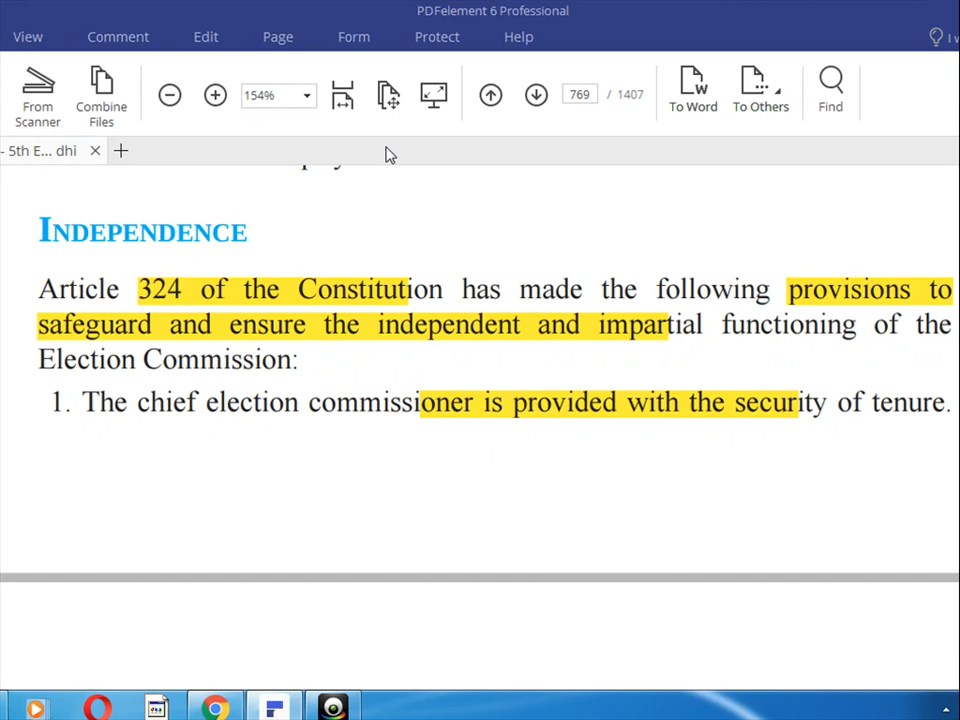 PDFelement 6 Professional
View Comment Edit Page Form Protect Help
From Scanner
Combine Files
154%
769 / 1407
To Word
To Others
Find
- 5th E... dhi
INDEPENDENCE
Article 324 of the Constitution has made the following provisions to
safeguard and ensure the independent and impartial functioning of the
Election Commission:
1. The chief election commissioner is provided with the security of tenure.